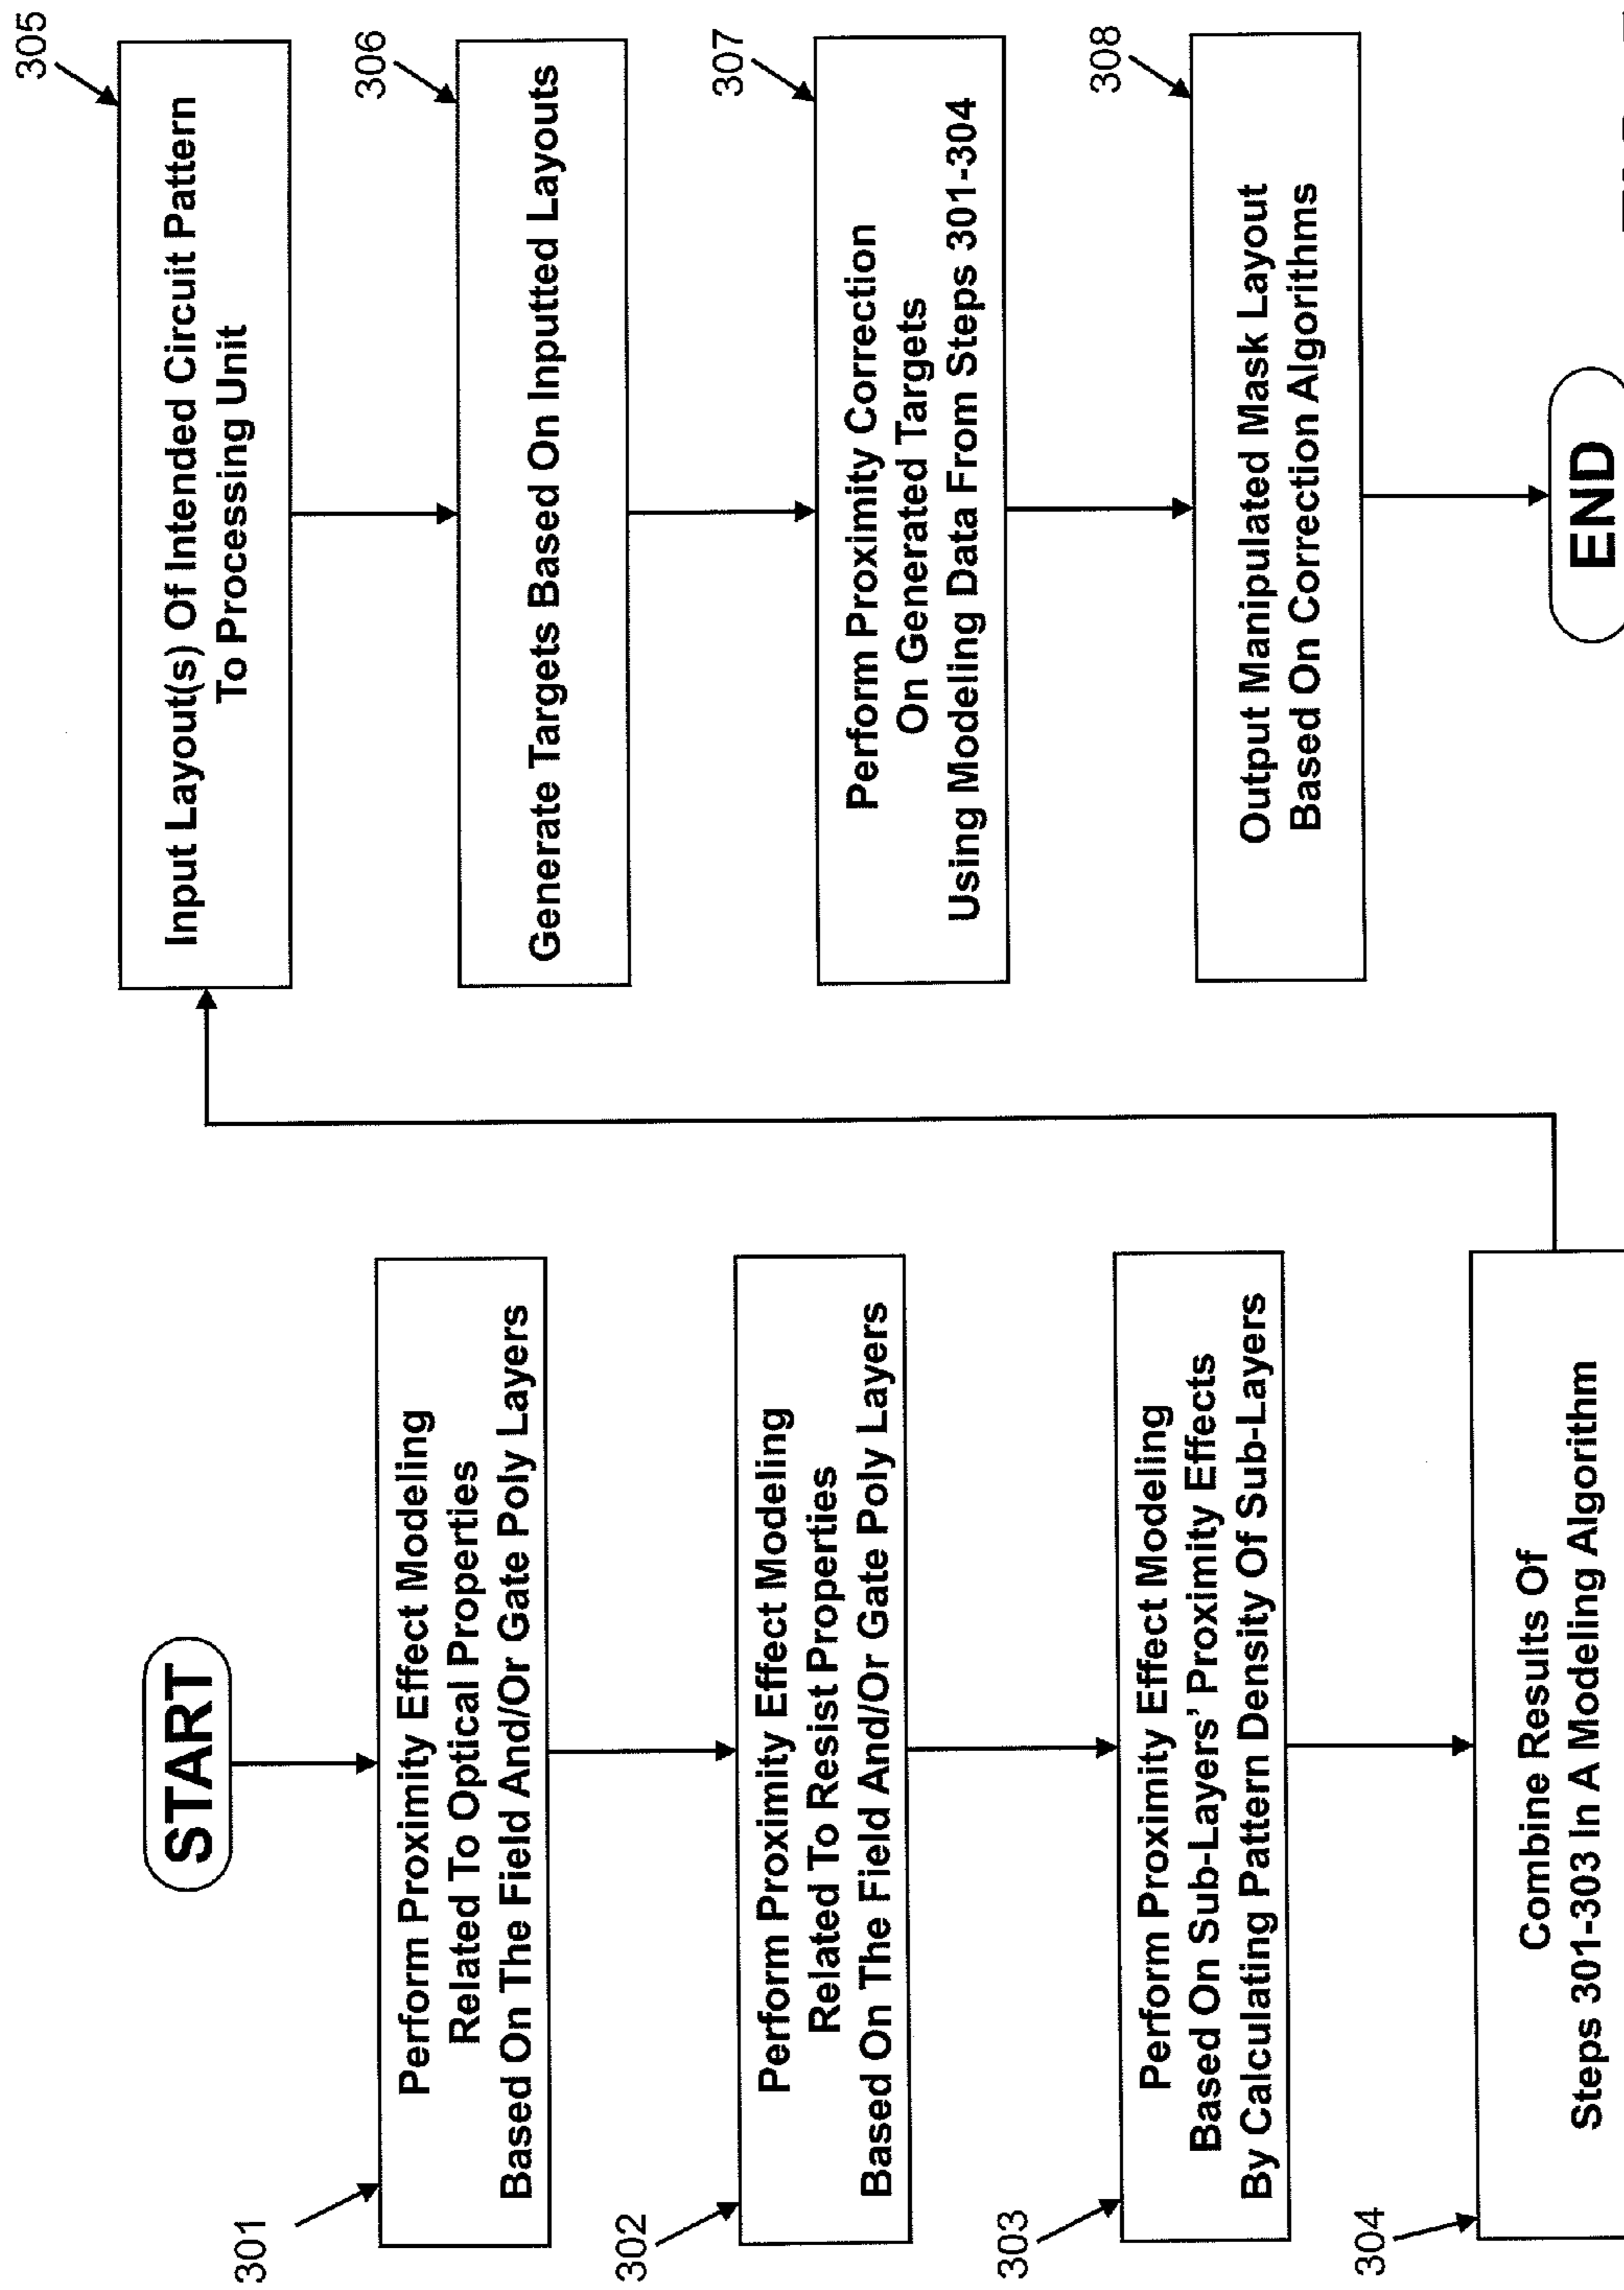 START
301
Perform Proximity Effect Modeling
Related To Optical Properties
Based On The Field And/Or Gate Poly Layers
302
Perform Proximity Effect Modeling
Related To Resist Properties
Based On The Field And/Or Gate Poly Layers
303
Perform Proximity Effect Modeling
Based On Sub-Layers' Proximity Effects
By Calculating Pattern Density Of Sub-Layers
304
Combine Results Of
Steps 301-303 In A Modeling Algorithm
305
Input Layout(s) Of Intended Circuit Pattern
To Processing Unit
306
Generate Targets Based On Inputted Layouts
307
Perform Proximity Correction
On Generated Targets
Using Modeling Data From Steps 301-304
308
Output Manipulated Mask Layout
Based On Correction Algorithms
END